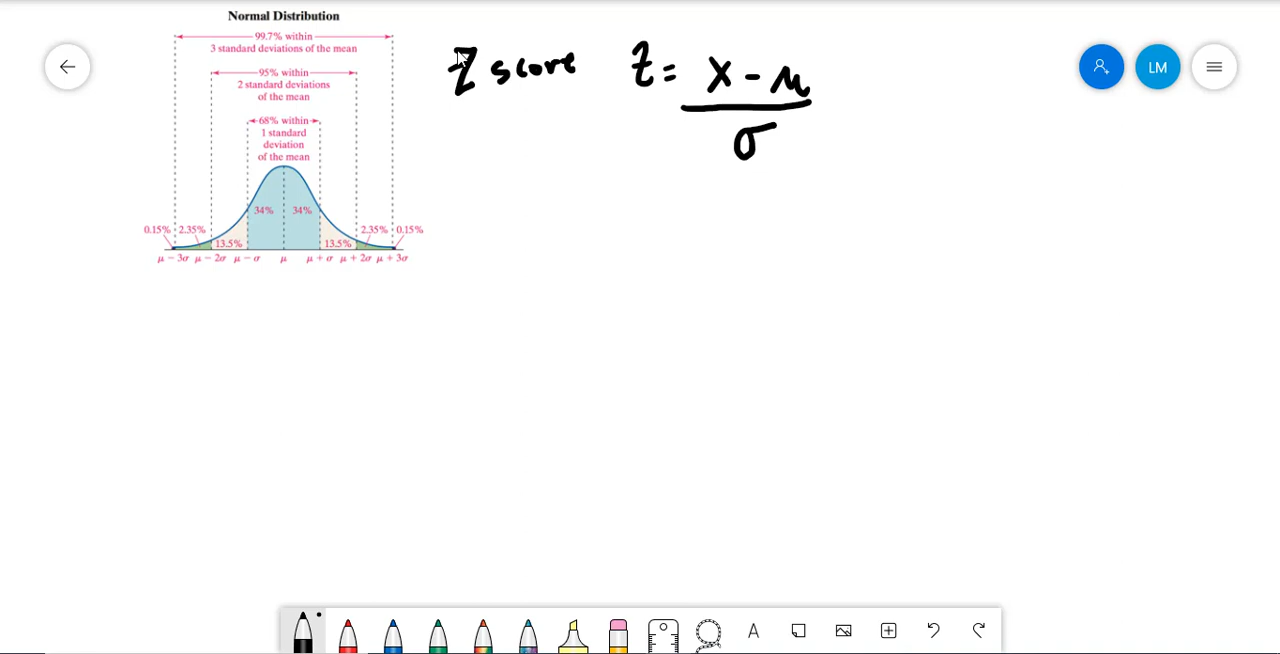 Normal Distribution
99.7% within
3 standard deviations of the mean
95% within
2 standard deviations
of the mean
68% within
1 standard
deviation
of the mean
34% 34%
0.15% 2.35% 2.35% 0.15%
13.5% 13.5%
μ − 3σ μ − 2σ μ − σ μ μ + σ μ + 2σ μ + 3σ
Z score z = x - μ
σ
LM
A